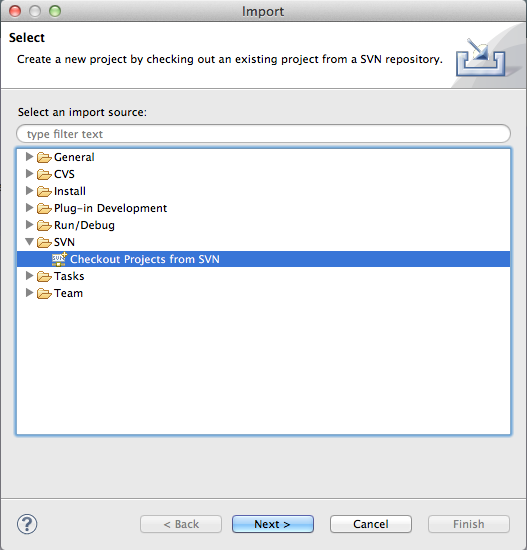 Import
Select
Create a new project by checking out an existing project from a SVN repository.
Select an import source:
type filter text
General
CVS
Install
Plug-in Development
Run/Debug
SVN
SVN Checkout Projects from SVN
Tasks
Team
? < Back Next > Cancel Finish